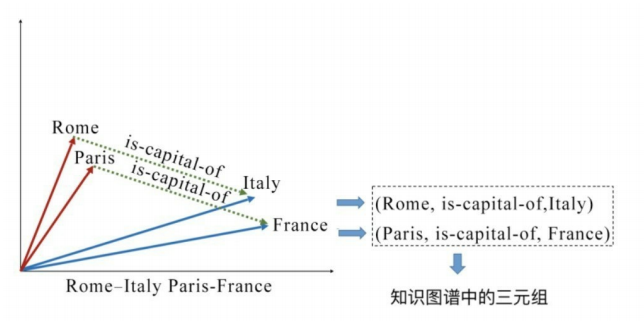 Rome
is-capital-of
Paris
is-capital-of
Italy
France
(Rome, is-capital-of,Italy)
(Paris, is-capital-of, France)
Rome–Italy Paris-France
知识图谱中的三元组